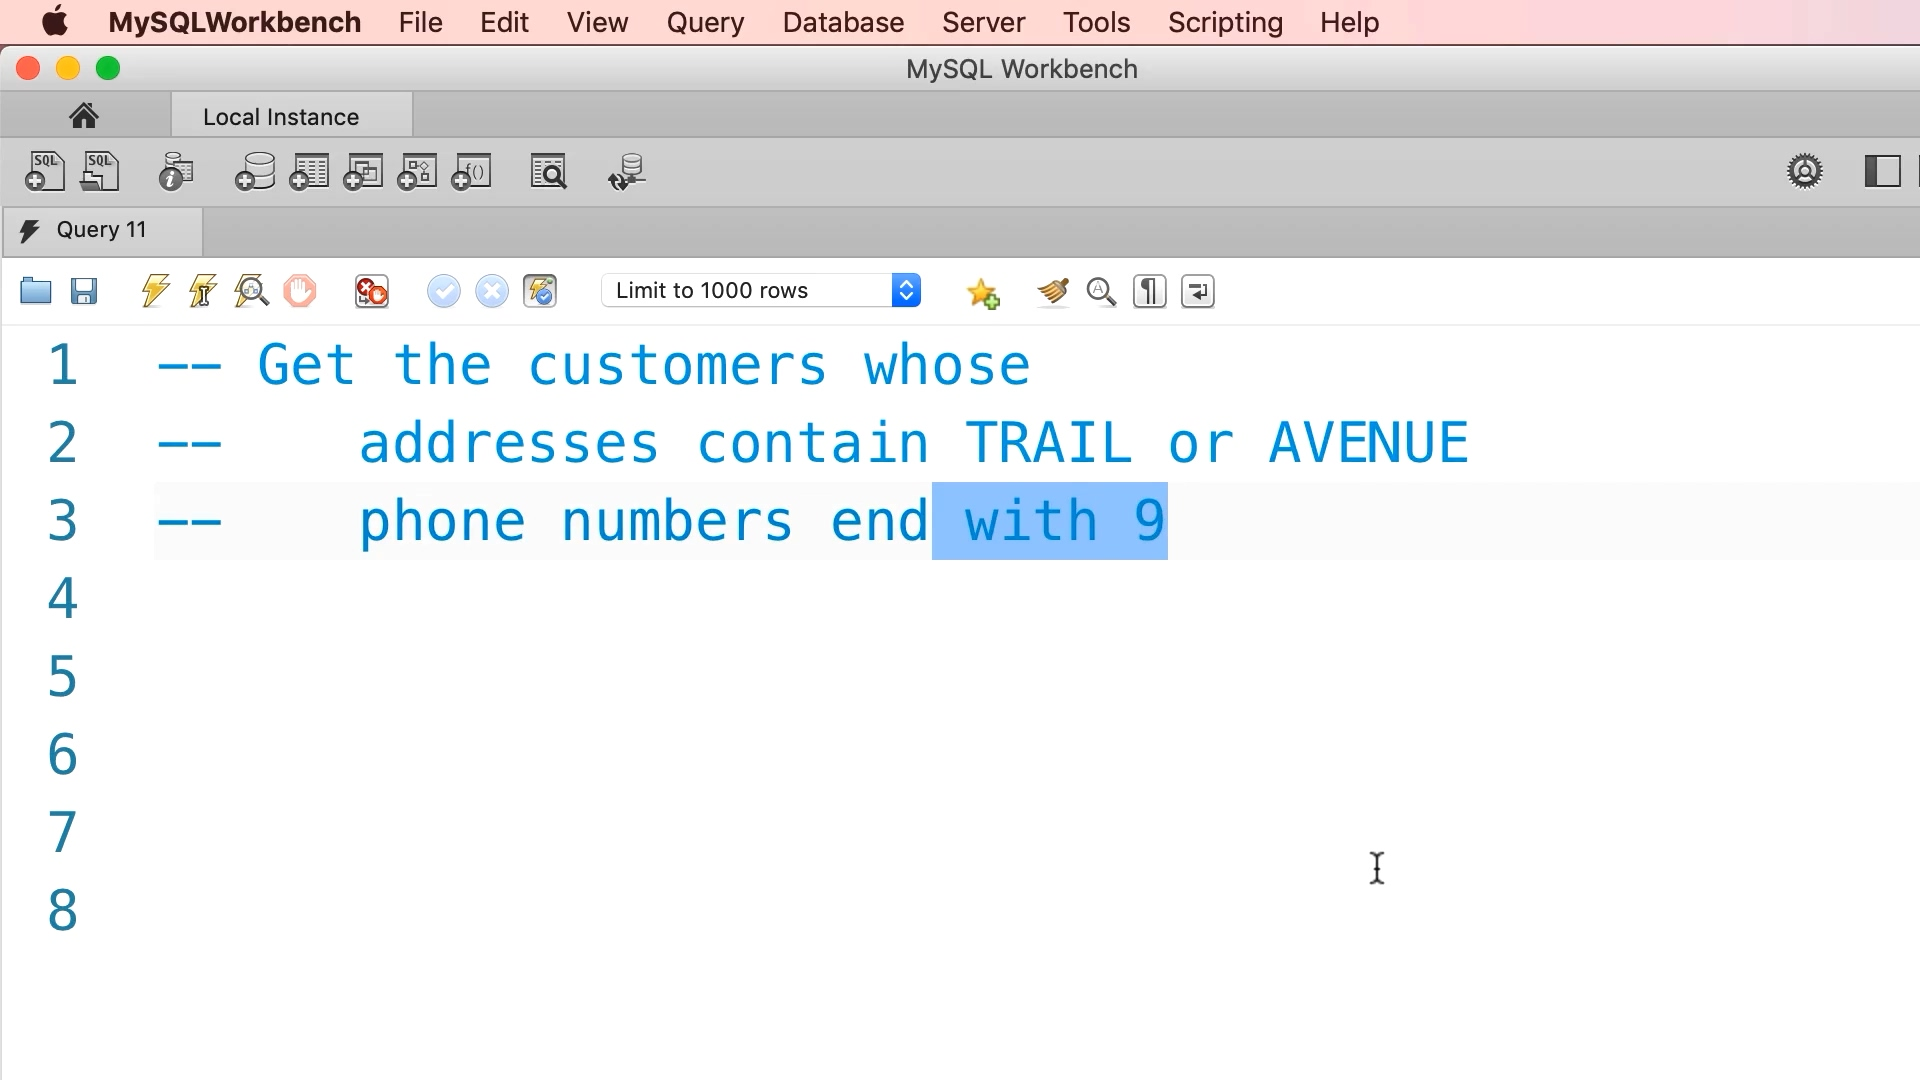 MySQLWorkbench File Edit View Query Database Server Tools Scripting Help
MySQL Workbench
Local Instance
SQL SQL i f()
Query 11
Limit to 1000 rows
1 -- Get the customers whose
2 --    addresses contain TRAIL or AVENUE
3 --    phone numbers end with 9
4
5
6
7
8